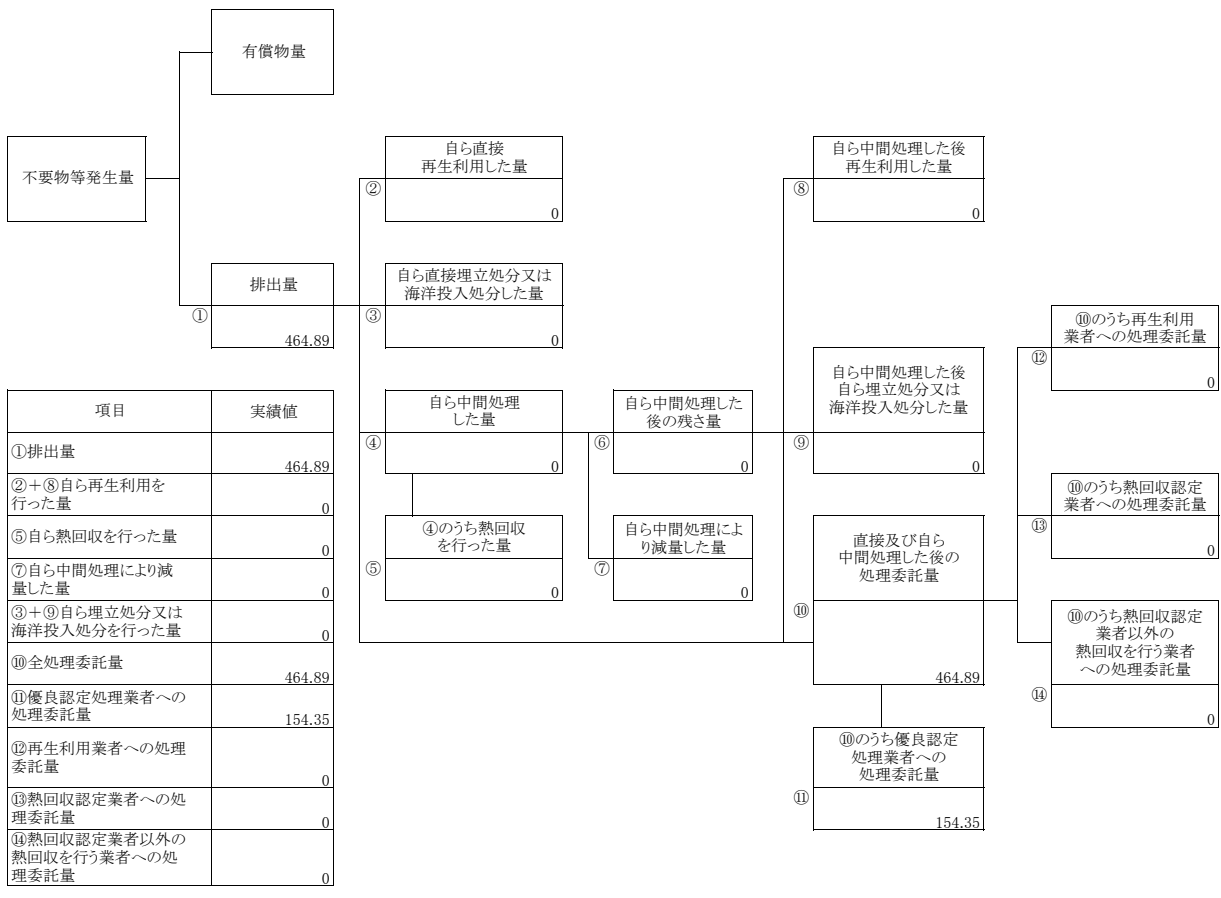 有償物量
不要物等発生量
排出量
①
464.89
自ら直接
再生利用した量
②
0
自ら直接埋立処分又は
海洋投入処分した量
③
0
自ら中間処理
した量
④
0
④のうち熱回収
を行った量
⑤
0
自ら中間処理した
後の残さ量
⑥
0
自ら中間処理によ
り減量した量
⑦
0
自ら中間処理した後
再生利用した量
⑧
0
自ら中間処理した後
自ら埋立処分又は
海洋投入処分した量
⑨
0
直接及び自ら
中間処理した後の
処理委託量
⑩
464.89
⑩のうち優良認定
処理業者への
処理委託量
⑪
154.35
⑩のうち再生利用
業者への処理委託量
⑫
0
⑩のうち熱回収認定
業者への処理委託量
⑬
0
⑩のうち熱回収認定
業者以外の
熱回収を行う業者
への処理委託量
⑭
0
項目
実績値
①排出量
464.89
②＋⑧自ら再生利用を
行った量
0
⑤自ら熱回収を行った量
0
⑦自ら中間処理により減
量した量
0
③＋⑨自ら埋立処分又は
海洋投入処分を行った量
0
⑩全処理委託量
464.89
⑪優良認定処理業者への
処理委託量
154.35
⑫再生利用業者への処理
委託量
0
⑬熱回収認定業者への処
理委託量
0
⑭熱回収認定業者以外の
熱回収を行う業者への処
理委託量
0